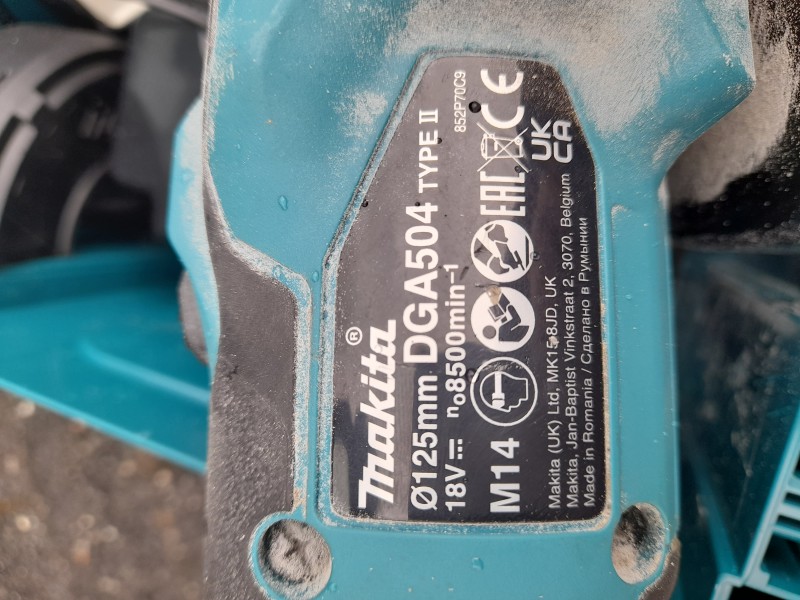 Makita®
Ø125mm DGA504 TYPE II
18V⎓ n₀8500min⁻¹
M14
EAC CE
UK
CA
852P70C9
Makita (UK) Ltd, MK15 8JD, UK
Makita, Jan-Baptist Vinkstraat 2, 3070, Belgium
Made in Romania / Сделано в Румынии